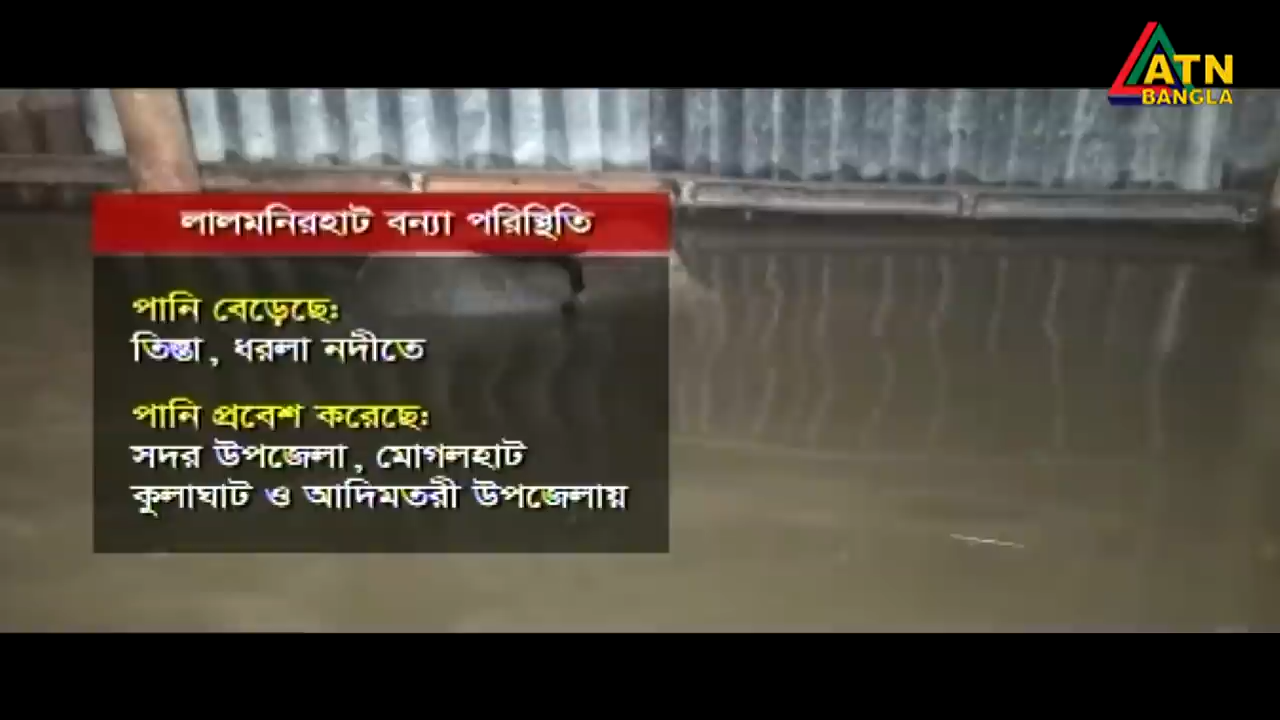 ATN
BANGLA
লালমনিরহাট বন্যা পরিস্থিতি
পানি বেড়েছে:
তিস্তা, ধরলা নদীতে
পানি প্রবেশ করেছে:
সদর উপজেলা, মোগলহাট
কুলাঘাট ও আদিমতরী উপজেলায়